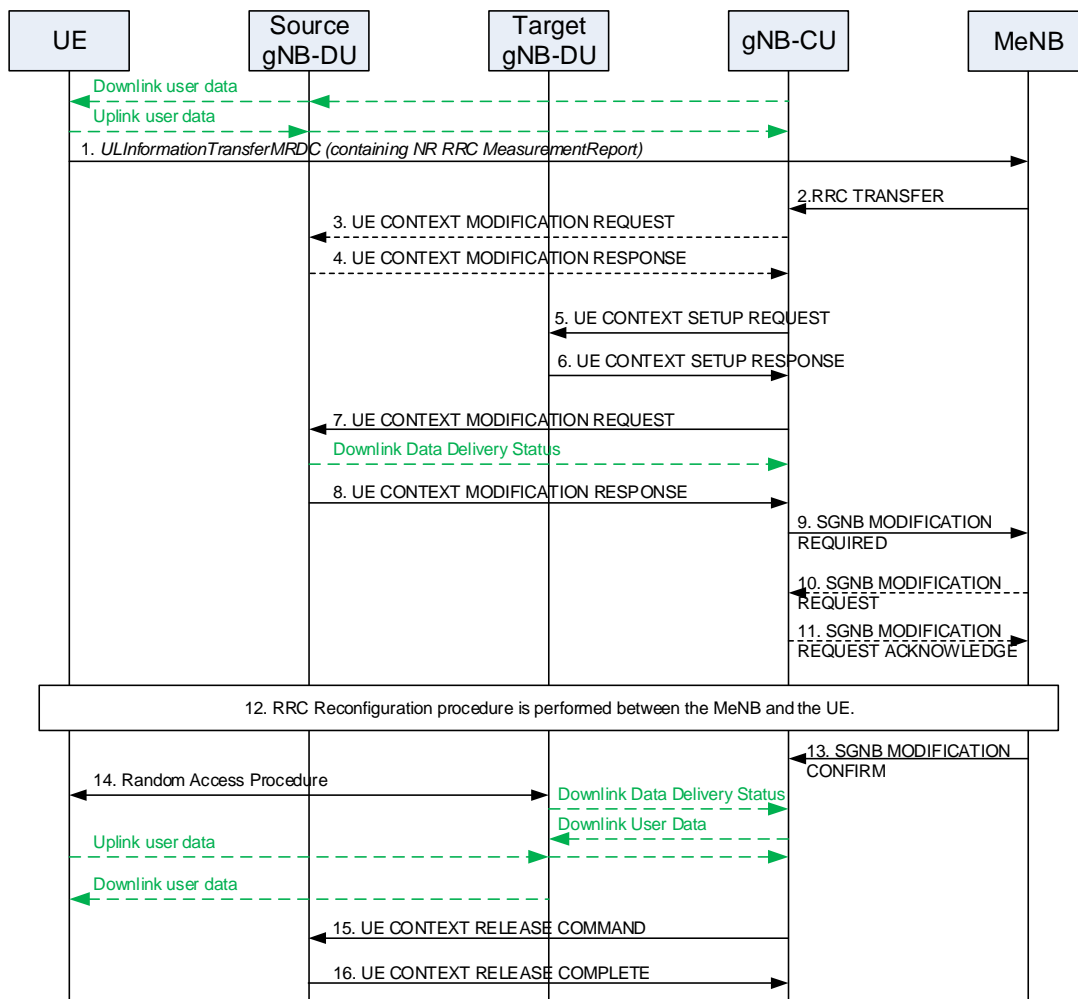 UE
Source
gNB-DU
Target
gNB-DU
gNB-CU
MeNB
Downlink user data
Uplink user data
1. ULInformationTransferMRDC (containing NR RRC MeasurementReport)
2.RRC TRANSFER
3. UE CONTEXT MODIFICATION REQUEST
4. UE CONTEXT MODIFICATION RESPONSE
5. UE CONTEXT SETUP REQUEST
6. UE CONTEXT SETUP RESPONSE
7. UE CONTEXT MODIFICATION REQUEST
Downlink Data Delivery Status
8. UE CONTEXT MODIFICATION RESPONSE
9. SGNB MODIFICATION
REQUIRED
10. SGNB MODIFICATION
REQUEST
11. SGNB MODIFICATION
REQUEST ACKNOWLEDGE
12. RRC Reconfiguration procedure is performed between the MeNB and the UE.
13. SGNB MODIFICATION
CONFIRM
14. Random Access Procedure
Downlink Data Delivery Status
Downlink User Data
Uplink user data
Downlink user data
15. UE CONTEXT RELEASE COMMAND
16. UE CONTEXT RELEASE COMPLETE